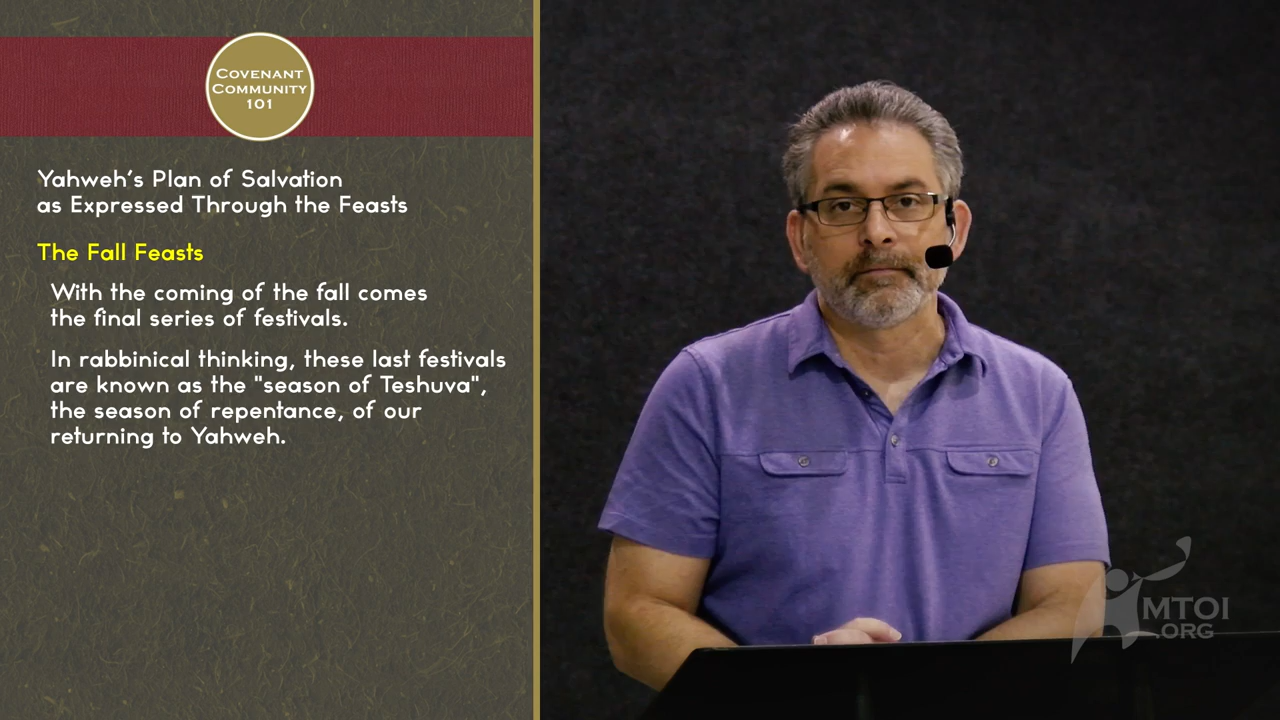 COVENANT
COMMUNITY
101
Yahweh's Plan of Salvation
as Expressed Through the Feasts
The Fall Feasts
With the coming of the fall comes
the final series of festivals.
In rabbinical thinking, these last festivals
are known as the "season of Teshuva",
the season of repentance, of our
returning to Yahweh.
MTOI
.ORG